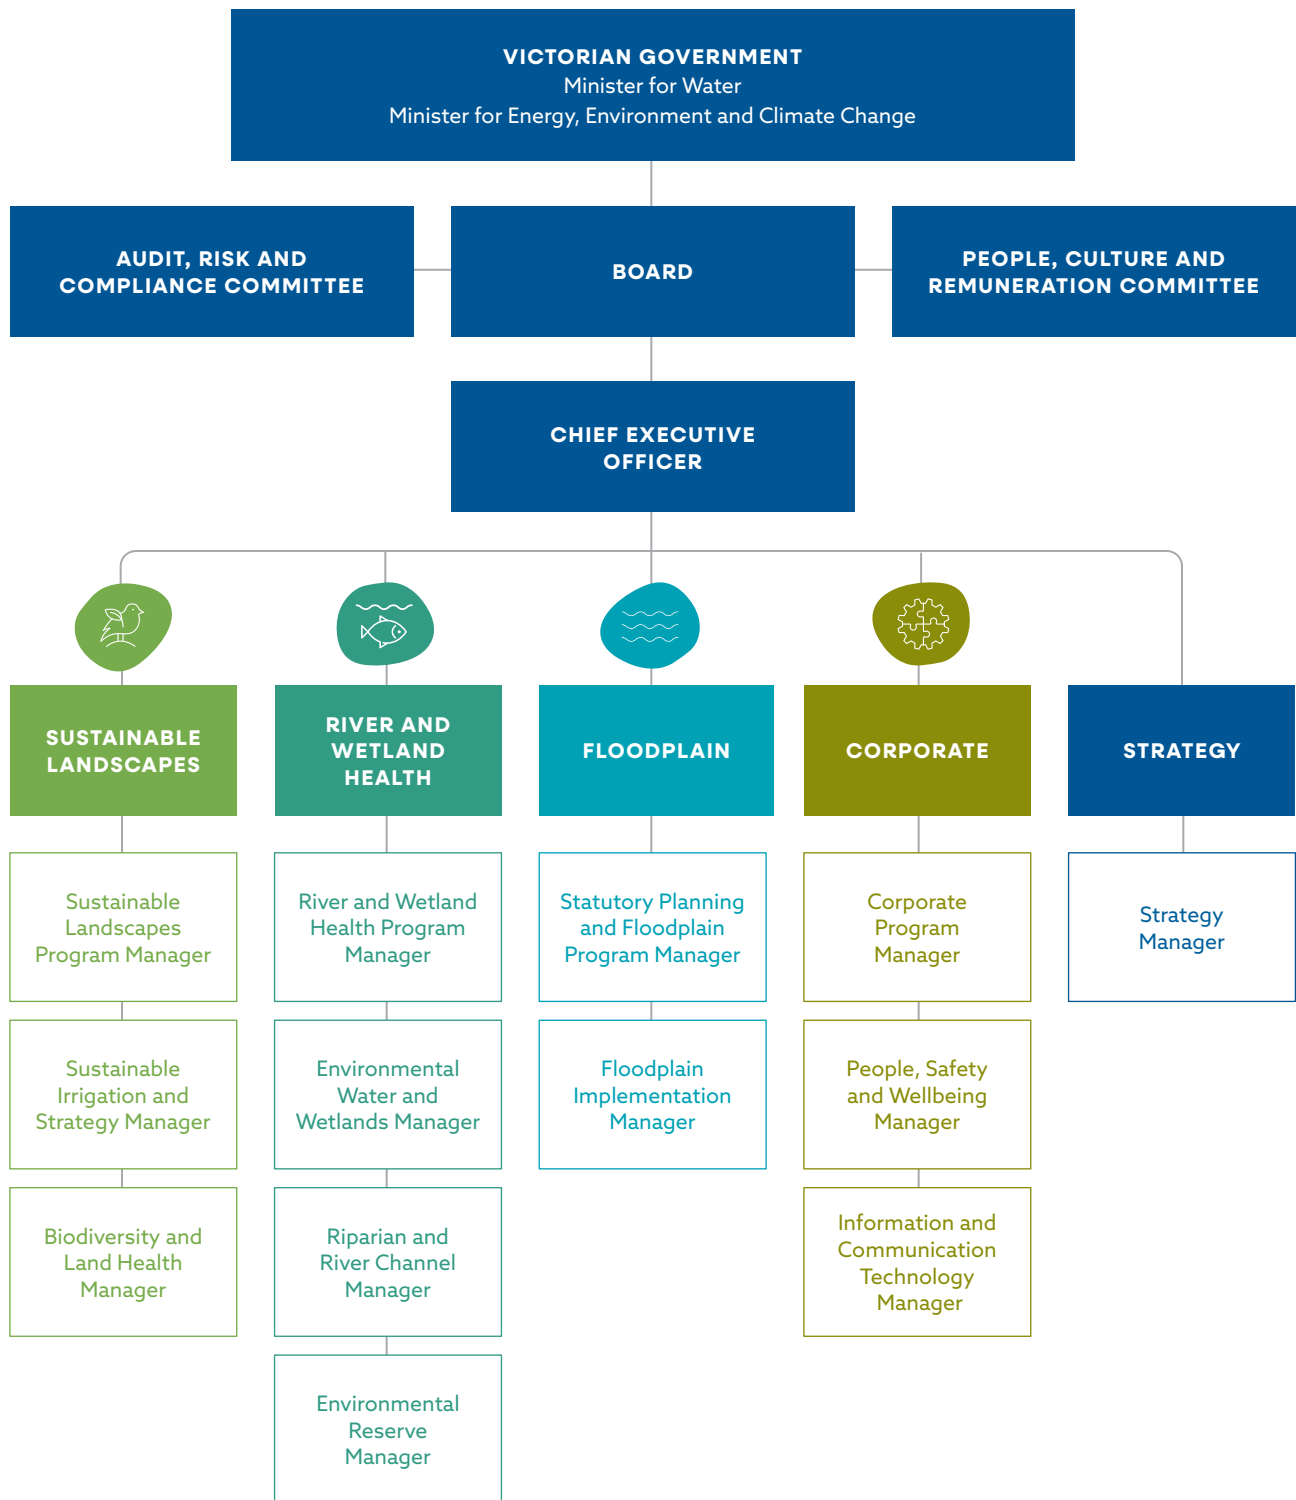 VICTORIAN GOVERNMENT
Minister for Water
Minister for Energy, Environment and Climate Change
AUDIT, RISK AND
COMPLIANCE COMMITTEE
BOARD
PEOPLE, CULTURE AND
REMUNERATION COMMITTEE
CHIEF EXECUTIVE
OFFICER
SUSTAINABLE
LANDSCAPES
RIVER AND
WETLAND
HEALTH
FLOODPLAIN
CORPORATE
STRATEGY
Sustainable
Landscapes
Program Manager
River and Wetland
Health Program
Manager
Statutory Planning
and Floodplain
Program Manager
Corporate
Program
Manager
Strategy
Manager
Sustainable
Irrigation and
Strategy Manager
Environmental
Water and
Wetlands Manager
Floodplain
Implementation
Manager
People, Safety
and Wellbeing
Manager
Biodiversity and
Land Health
Manager
Riparian and
River Channel
Manager
Information and
Communication
Technology
Manager
Environmental
Reserve
Manager